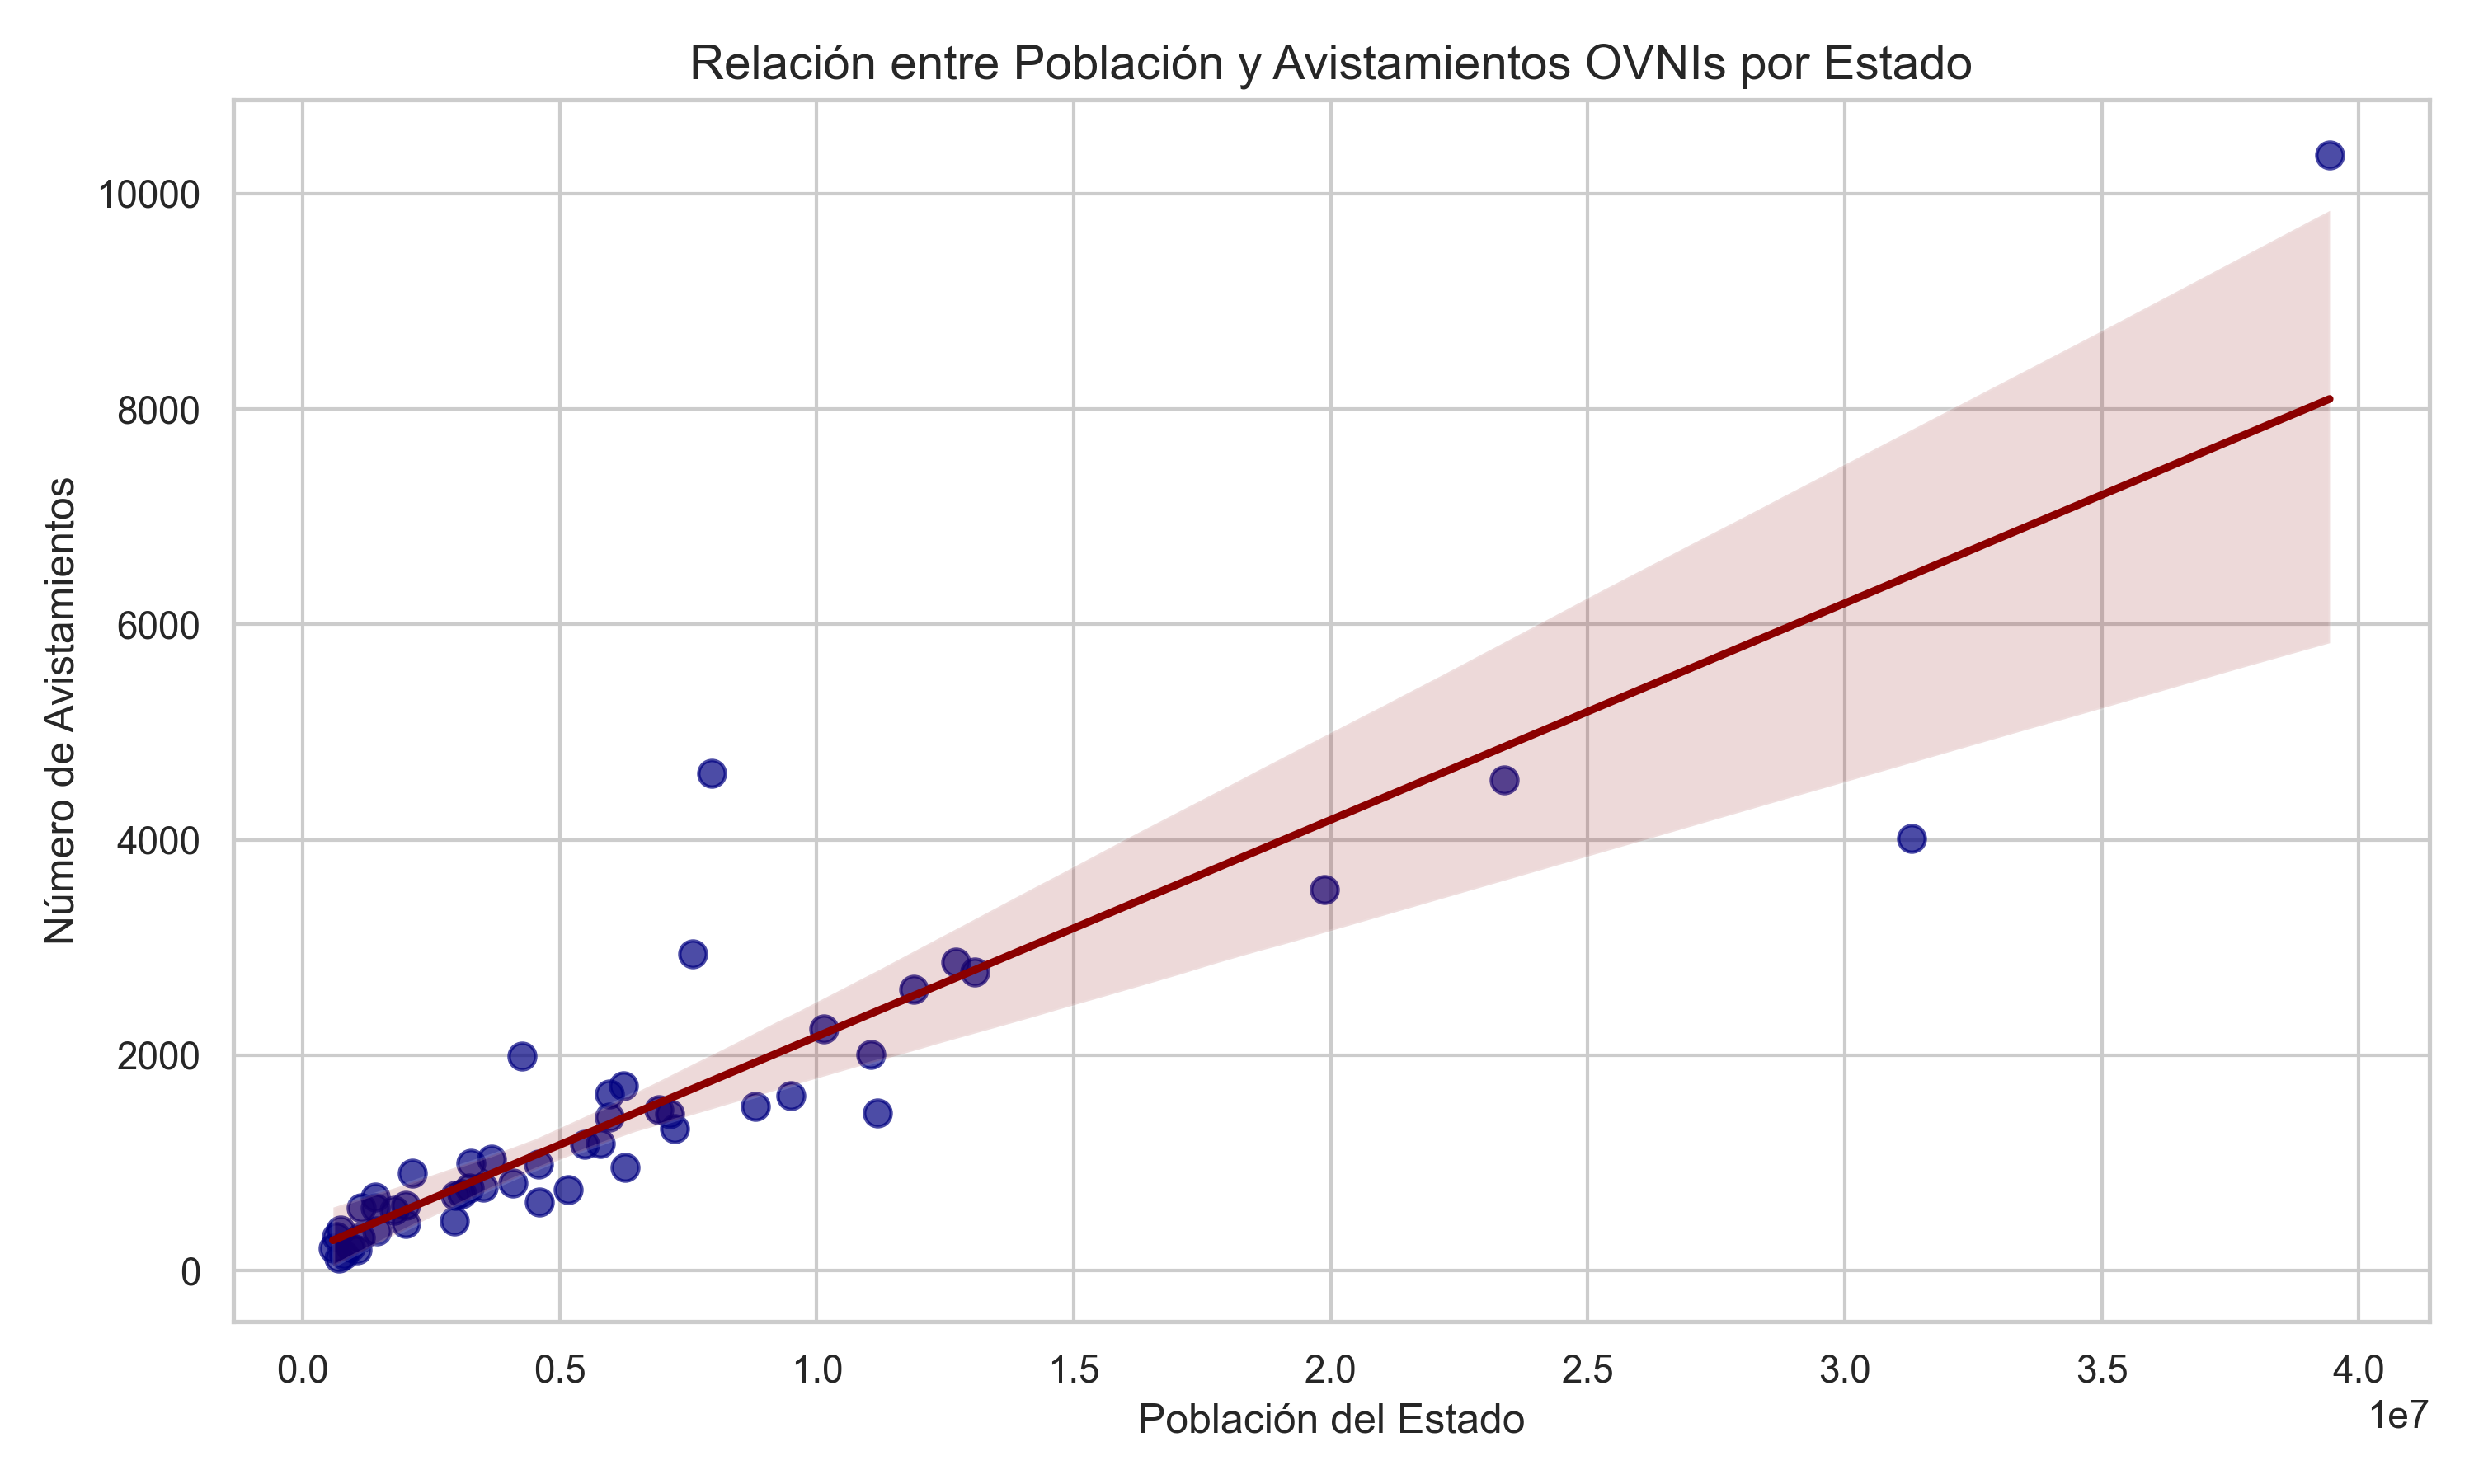 Relación entre Población y Avistamientos OVNIs por Estado
Número de Avistamientos
10000
8000
6000
4000
2000
0
0.0 0.5 1.0 1.5 2.0 2.5 3.0 3.5 4.0
1e7
Población del Estado